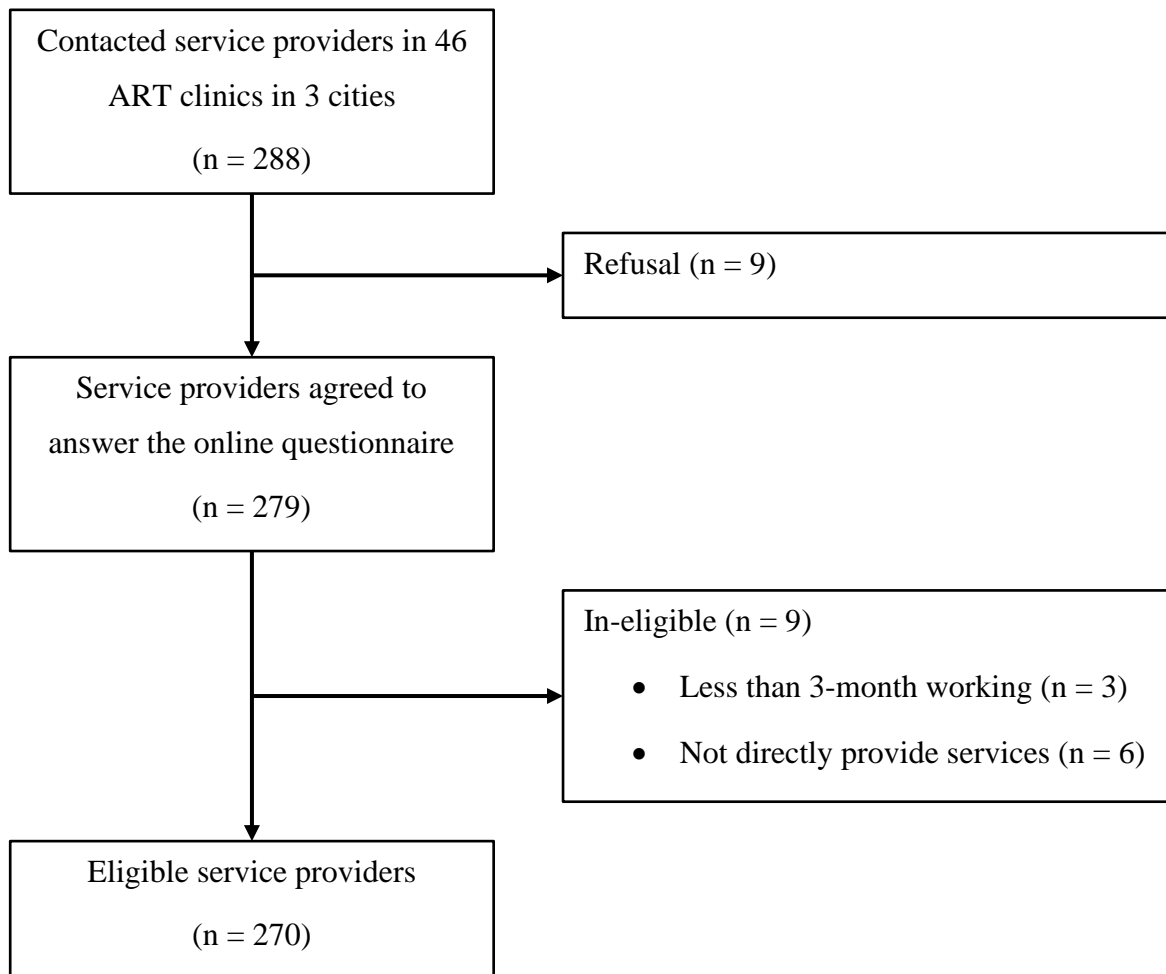 Contacted service providers in 46
ART clinics in 3 cities
(n = 288)
Refusal (n = 9)
Service providers agreed to
answer the online questionnaire
(n = 279)
In-eligible (n = 9)
• Less than 3-month working (n = 3)
• Not directly provide services (n = 6)
Eligible service providers
(n = 270)